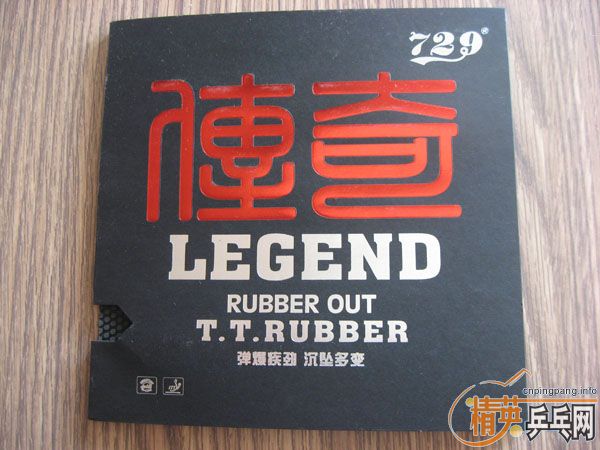 729®
傳奇
LEGEND
RUBBER OUT
T.T.RUBBER
弹爆疾劲 沉坠多变
cnpingpang.info
精英乒乓网